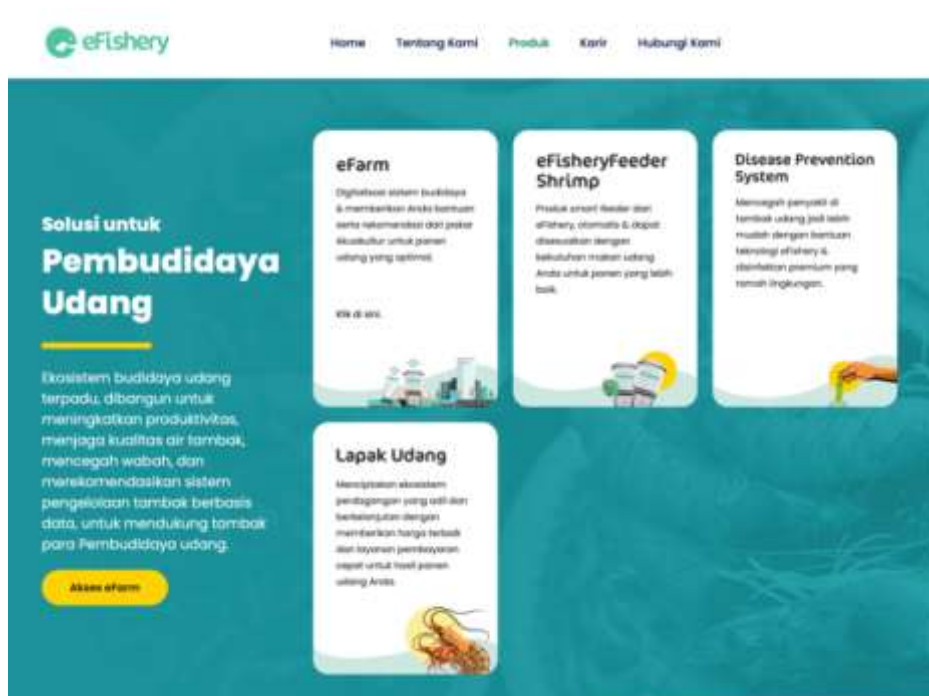 eFishery
Home Tentang Kami Produk Karir Hubungi Kami
Solusi untuk
Pembudidaya
Udang
Ekosistem budidaya udang
terpadu, dibangun untuk
meningkatkan produktivitas,
menjaga kualitas air tambak,
mencegah wabah, dan
merekomendasikan sistem
pengelolaan tambak berbasis
data, untuk mendukung tambak
para Pembudidaya udang.
Akses eFarm
eFarm
Digitalisasi sistem budidaya
& memberikan Anda bantuan
serta rekomendasi dari pakar
Akuakultur untuk panen
udang yang optimal.
Klik di sini.
eFisheryFeeder
Shrimp
Produk smart feeder dari
eFishery, otomatis & dapat
disesuaikan dengan
kebutuhan makan udang
Anda untuk panen yang lebih
baik.
Disease Prevention
System
Mencegah penyakit di
tambak udang jadi lebih
mudah dengan bantuan
teknologi eFishery &
disinfektan premium yang
ramah lingkungan.
Lapak Udang
Menciptakan ekosistem
perdagangan yang adil dan
berkelanjutan dengan
memberikan harga terbaik
dan layanan pembayaran
cepat untuk hasil panen
udang Anda.